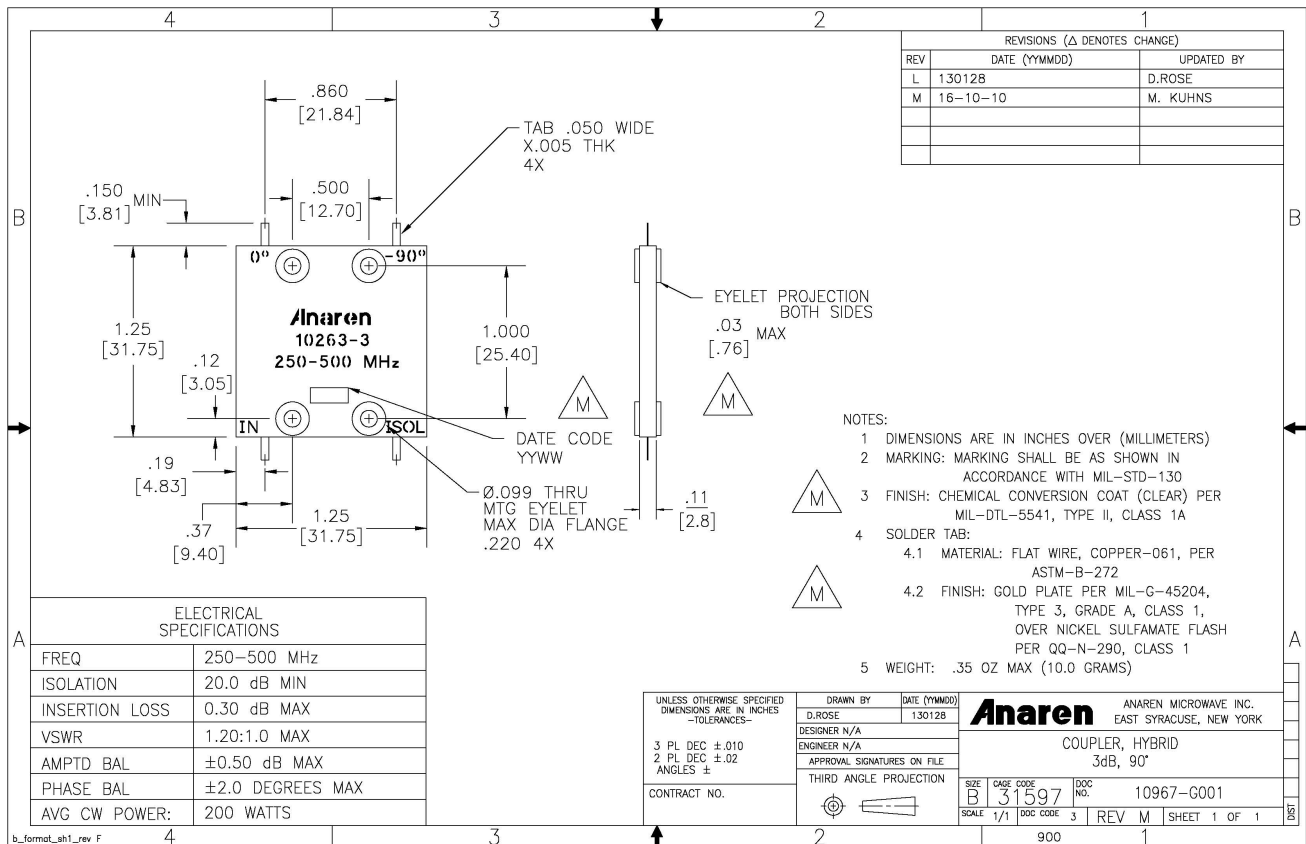 4 3 2 1
REVISIONS (△ DENOTES CHANGE)
REV DATE (YYMMDD) UPDATED BY
L 130128 D.ROSE
M 16-10-10 M. KUHNS
B
B
.860
[21.84]
TAB .050 WIDE
X.005 THK
4X
.500
[12.70]
.150 MIN
[3.81]
0° -90°
Anaren
10263-3
250-500 MHz
IN ISOL
1.25
[31.75]
.12
[3.05]
1.000
[25.40]
EYELET PROJECTION
BOTH SIDES
.03 MAX
[.76]
M
M
DATE CODE
YYWW
.19
[4.83]
.37
[9.40]
1.25
[31.75]
Ø.099 THRU
MTG EYELET
MAX DIA FLANGE
.220 4X
.11
[2.8]
NOTES:
1 DIMENSIONS ARE IN INCHES OVER (MILLIMETERS)
2 MARKING: MARKING SHALL BE AS SHOWN IN
ACCORDANCE WITH MIL-STD-130
M
3 FINISH: CHEMICAL CONVERSION COAT (CLEAR) PER
MIL-DTL-5541, TYPE II, CLASS 1A
4 SOLDER TAB:
4.1 MATERIAL: FLAT WIRE, COPPER-061, PER
ASTM-B-272
M
4.2 FINISH: GOLD PLATE PER MIL-G-45204,
TYPE 3, GRADE A, CLASS 1,
OVER NICKEL SULFAMATE FLASH
PER QQ-N-290, CLASS 1
5 WEIGHT: .35 OZ MAX (10.0 GRAMS)
A
A
ELECTRICAL
SPECIFICATIONS
FREQ 250-500 MHz
ISOLATION 20.0 dB MIN
INSERTION LOSS 0.30 dB MAX
VSWR 1.20:1.0 MAX
AMPTD BAL ±0.50 dB MAX
PHASE BAL ±2.0 DEGREES MAX
AVG CW POWER: 200 WATTS
UNLESS OTHERWISE SPECIFIED
DIMENSIONS ARE IN INCHES
-TOLERANCES-
3 PL DEC ±.010
2 PL DEC ±.02
ANGLES ±
CONTRACT NO.
DRAWN BY DATE (YYMMDD)
D.ROSE 130128
DESIGNER N/A
ENGINEER N/A
APPROVAL SIGNATURES ON FILE
THIRD ANGLE PROJECTION
Anaren
ANAREN MICROWAVE INC.
EAST SYRACUSE, NEW YORK
COUPLER, HYBRID
3dB, 90°
SIZE B CAGE CODE 31597 DOC NO. 10967-G001
SCALE 1/1 DOC CODE 3 REV M SHEET 1 OF 1
DIST
b_format_sh1_rev F
4 3 2 900 1